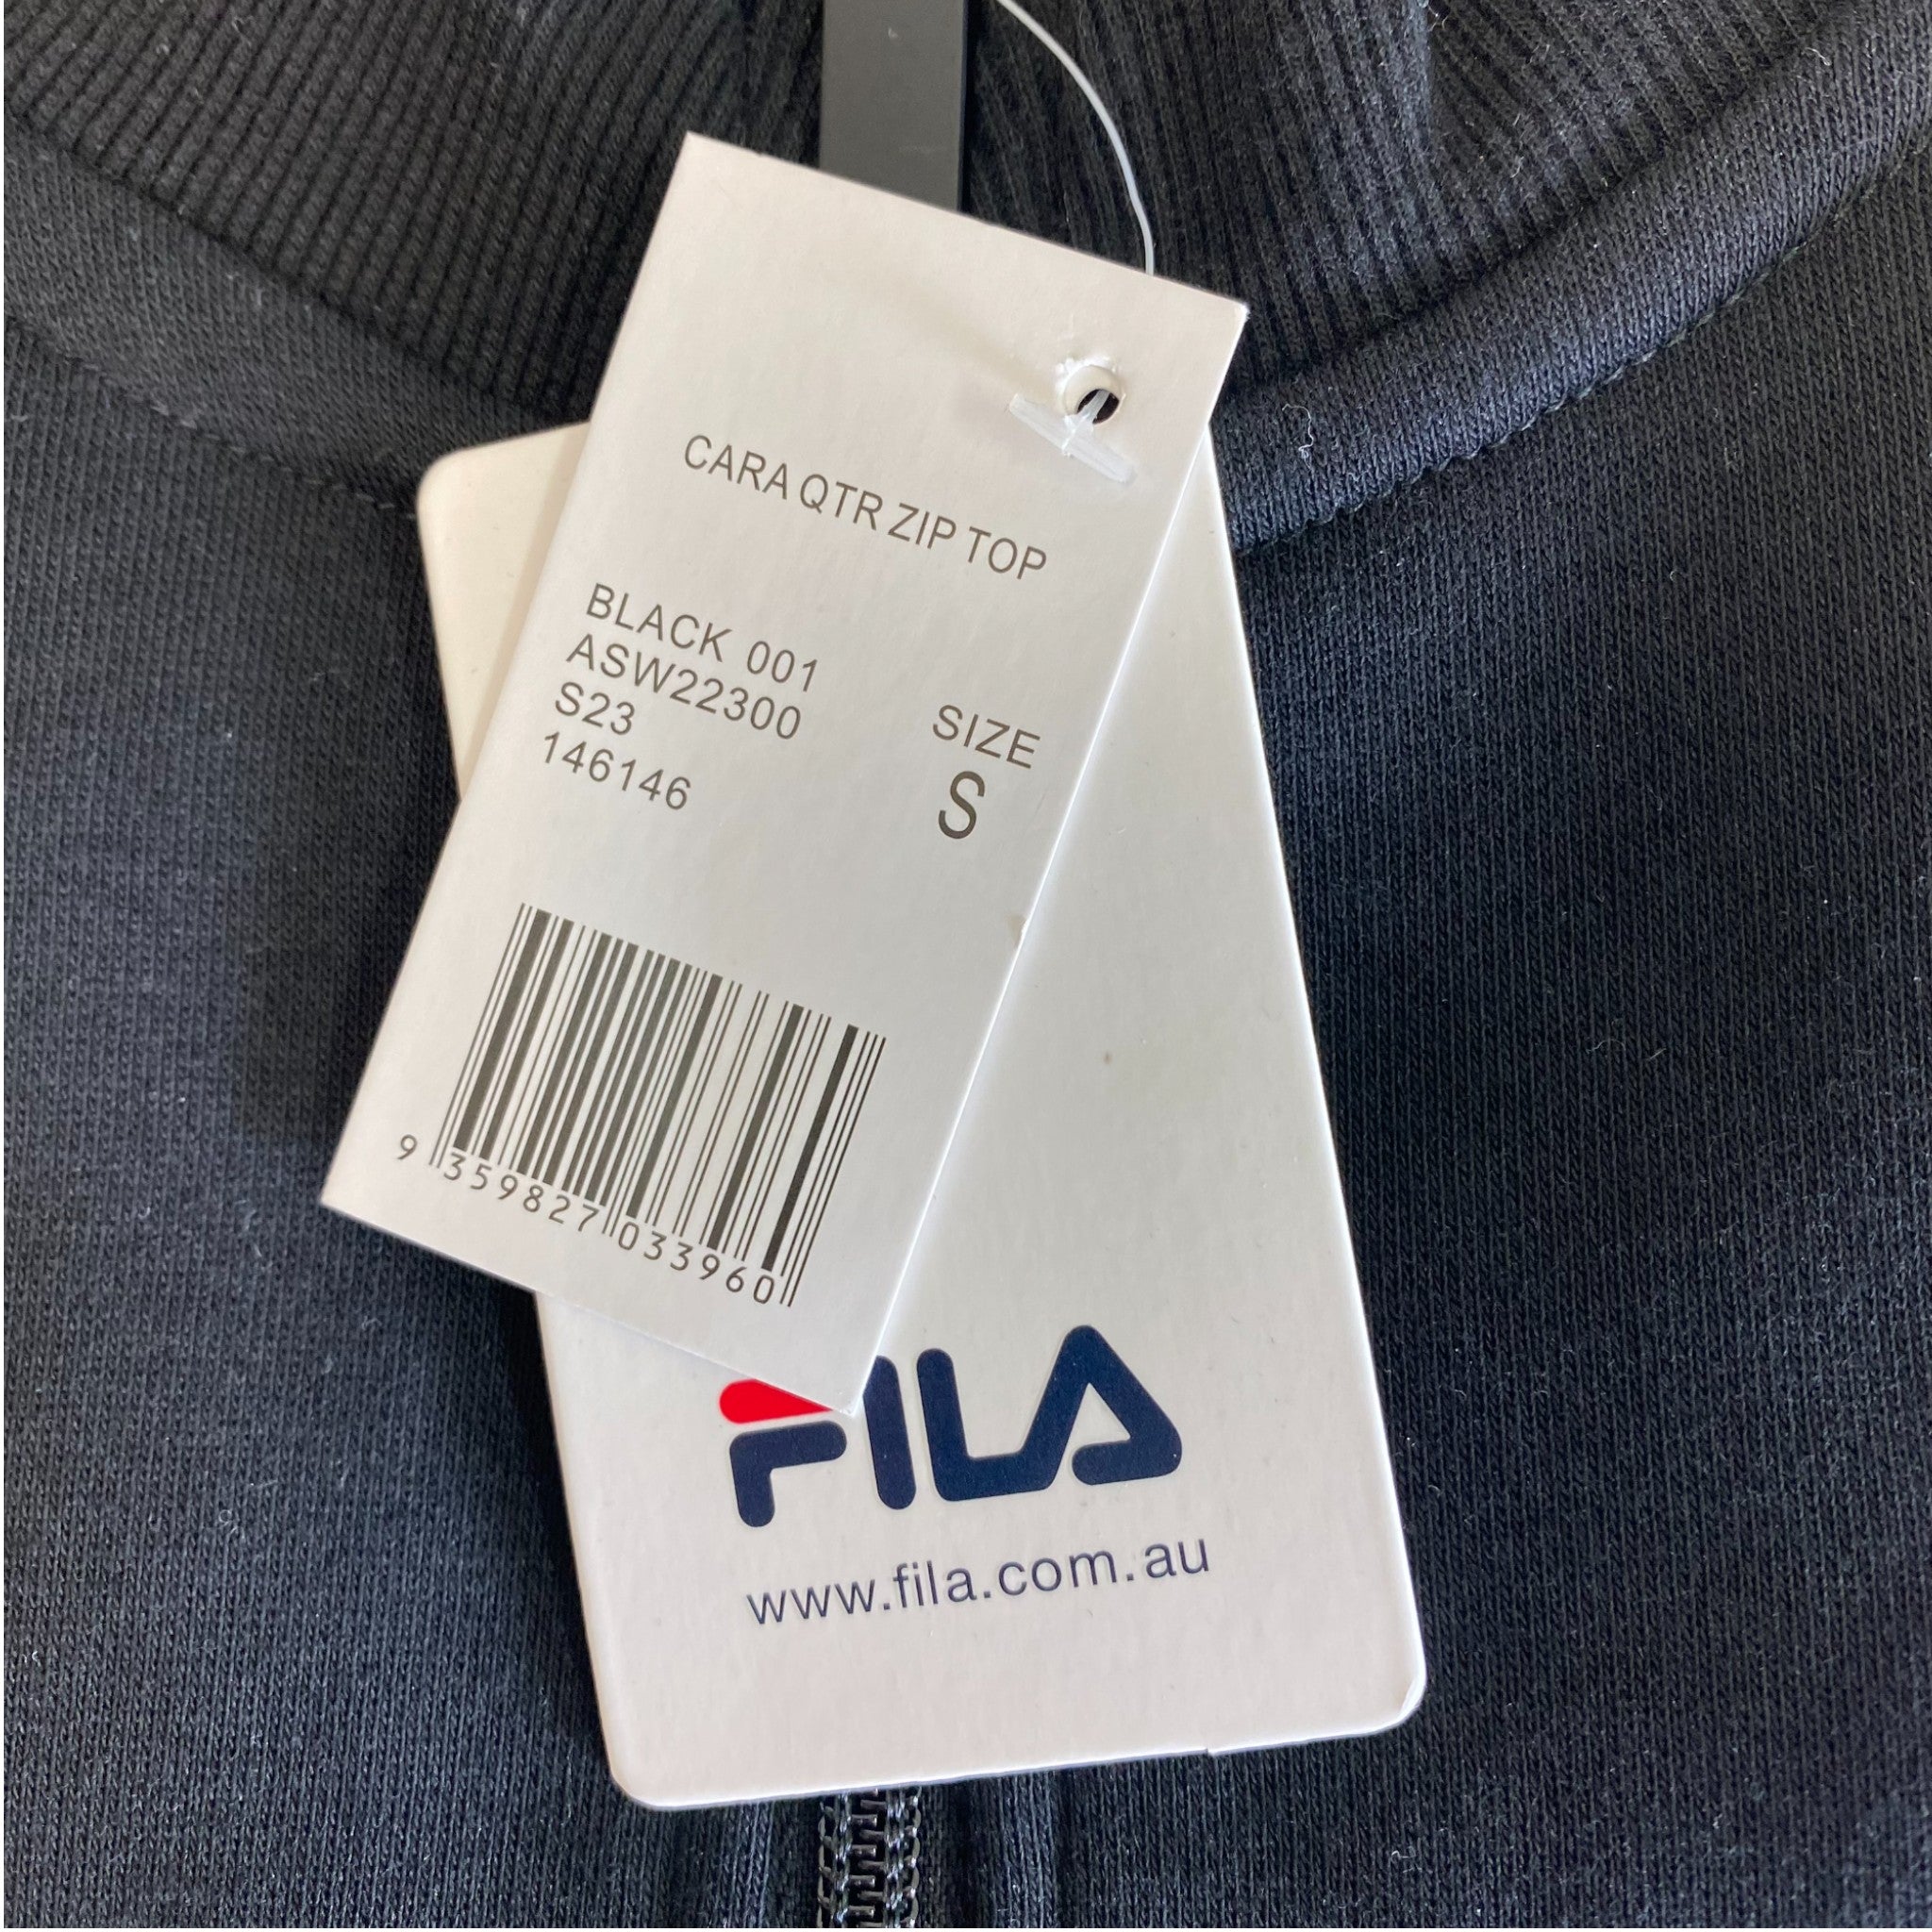 CARA QTR ZIP TOP
BLACK 001
ASW22300
S23
146146
SIZE
S
9 359827 033960
FILA
www.fila.com.au